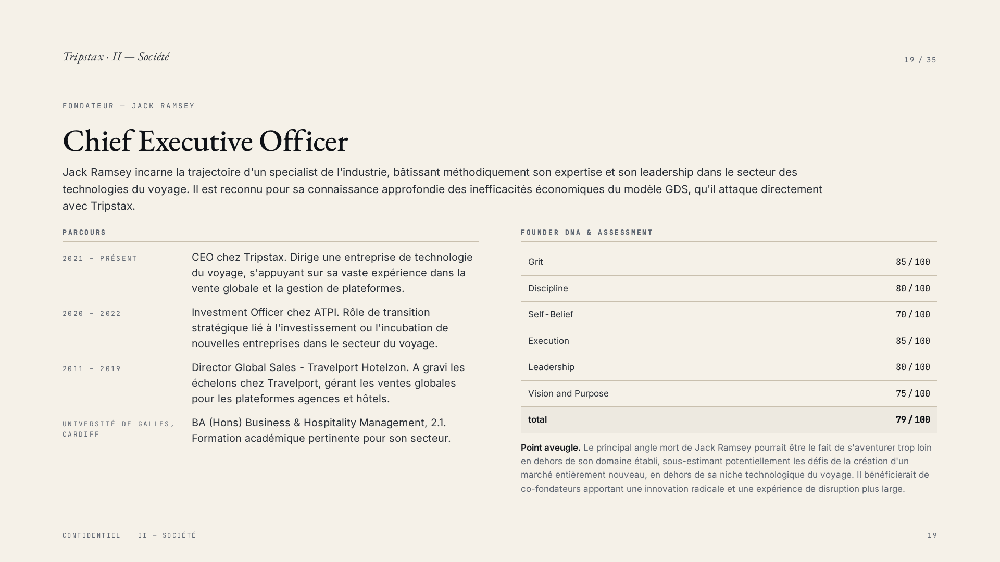 Tripstax · II — Société
19 / 35
FONDATEUR — JACK RAMSEY
Chief Executive Officer
Jack Ramsey incarne la trajectoire d'un specialist de l'industrie, bâtissant méthodiquement son expertise et son leadership dans le secteur des
technologies du voyage. Il est reconnu pour sa connaissance approfondie des inefficacités économiques du modèle GDS, qu'il attaque directement
avec Tripstax.
PARCOURS
2021 – PRÉSENT
CEO chez Tripstax. Dirige une entreprise de technologie
du voyage, s'appuyant sur sa vaste expérience dans la
vente globale et la gestion de plateformes.
2020 – 2022
Investment Officer chez ATPI. Rôle de transition
stratégique lié à l'investissement ou l'incubation de
nouvelles entreprises dans le secteur du voyage.
2011 – 2019
Director Global Sales - Travelport Hotelzon. A gravi les
échelons chez Travelport, gérant les ventes globales
pour les plateformes agences et hôtels.
UNIVERSITÉ DE GALLES,
CARDIFF
BA (Hons) Business & Hospitality Management, 2.1.
Formation académique pertinente pour son secteur.
FOUNDER DNA & ASSESSMENT
Grit 85 / 100
Discipline 80 / 100
Self-Belief 70 / 100
Execution 85 / 100
Leadership 80 / 100
Vision and Purpose 75 / 100
total 79 / 100
Point aveugle. Le principal angle mort de Jack Ramsey pourrait être le fait de s'aventurer trop loin
en dehors de son domaine établi, sous-estimant potentiellement les défis de la création d'un
marché entièrement nouveau, en dehors de sa niche technologique du voyage. Il bénéficierait de
co-fondateurs apportant une innovation radicale et une expérience de disruption plus large.
CONFIDENTIEL II — SOCIÉTÉ
19